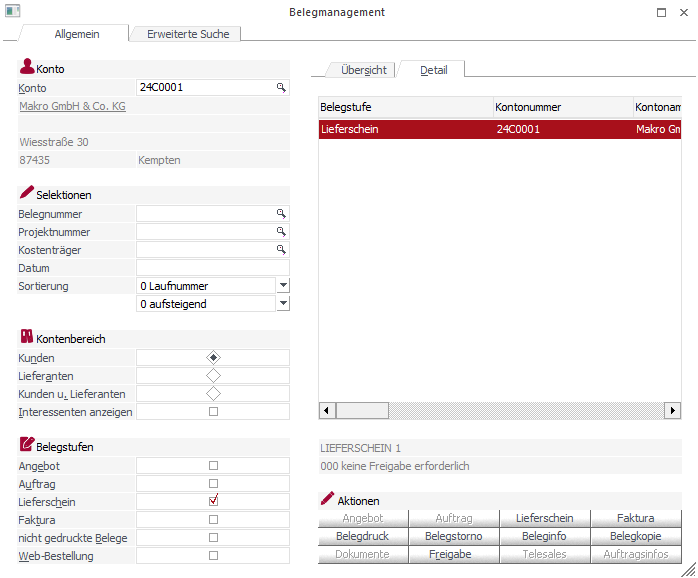 Belegmanagement
Allgemein
Erweiterte Suche
Konto
Konto 24C0001
Makro GmbH & Co. KG
Wiesstraße 30
87435 Kempten
Selektionen
Belegnummer
Projektnummer
Kostenträger
Datum
Sortierung 0 Laufnummer
0 aufsteigend
Kontenbereich
Kunden
Lieferanten
Kunden u. Lieferanten
Interessenten anzeigen
Belegstufen
Angebot
Auftrag
Lieferschein
Faktura
nicht gedruckte Belege
Web-Bestellung
Übersicht
Detail
Belegstufe Kontonummer Kontonam
Lieferschein 24C0001 Makro Gm
LIEFERSCHEIN 1
000 keine Freigabe erforderlich
Aktionen
Angebot Auftrag Lieferschein Faktura
Belegdruck Belegstorno Beleginfo Belegkopie
Dokumente Freigabe Telesales Auftragsinfos